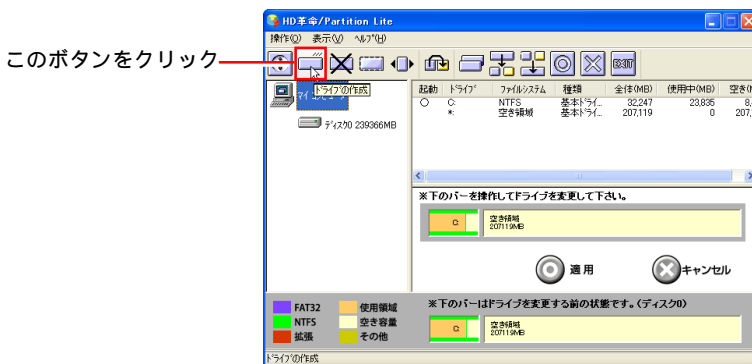 HD革命/Partition Lite
操作(O) 表示(V) ヘルプ(H)
このボタンをクリック
EXIT
ドライブの作成
起動 ドライブ ファイルシステム 種類 全体(MB) 使用中(MB)
○ C: NTFS 基本ドライ... 32,247 23,835
*: 空き領域 基本ドライ... 207,119 0
ディスク0 239366MB
※下のバーを操作してドライブを変更して下さい。
C: 空き領域
207119MB
適用 キャンセル
FAT32 使用領域
NTFS 空き容量
拡張 その他
※下のバーはドライブを変更する前の状態です。(ディスク0)
C: 空き領域
207119MB
ドライブの作成